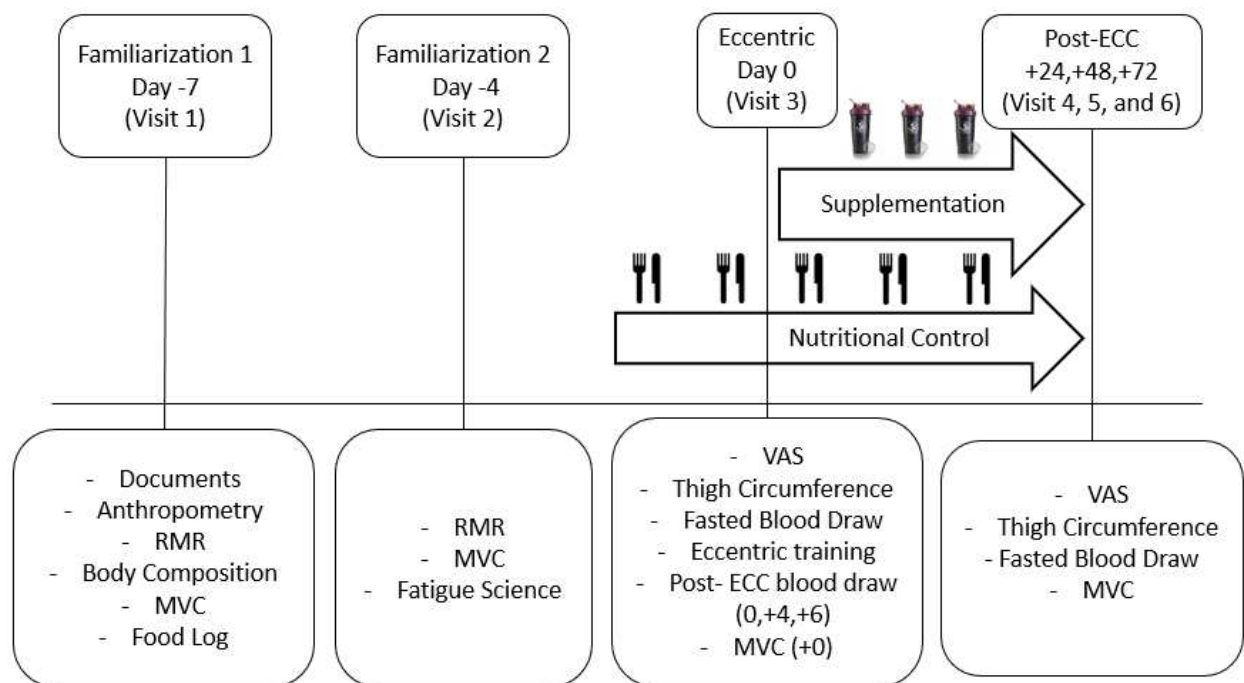 Familiarization 1
Day -7
(Visit 1)
Familiarization 2
Day -4
(Visit 2)
Eccentric
Day 0
(Visit 3)
Post-ECC
+24,+48,+72
(Visit 4, 5, and 6)
Supplementation
Nutritional Control
- Documents
- Anthropometry
- RMR
- Body Composition
- MVC
- Food Log
- RMR
- MVC
- Fatigue Science
- VAS
- Thigh Circumference
- Fasted Blood Draw
- Eccentric training
- Post- ECC blood draw
(0,+4,+6)
- MVC (+0)
- VAS
- Thigh Circumference
- Fasted Blood Draw
- MVC